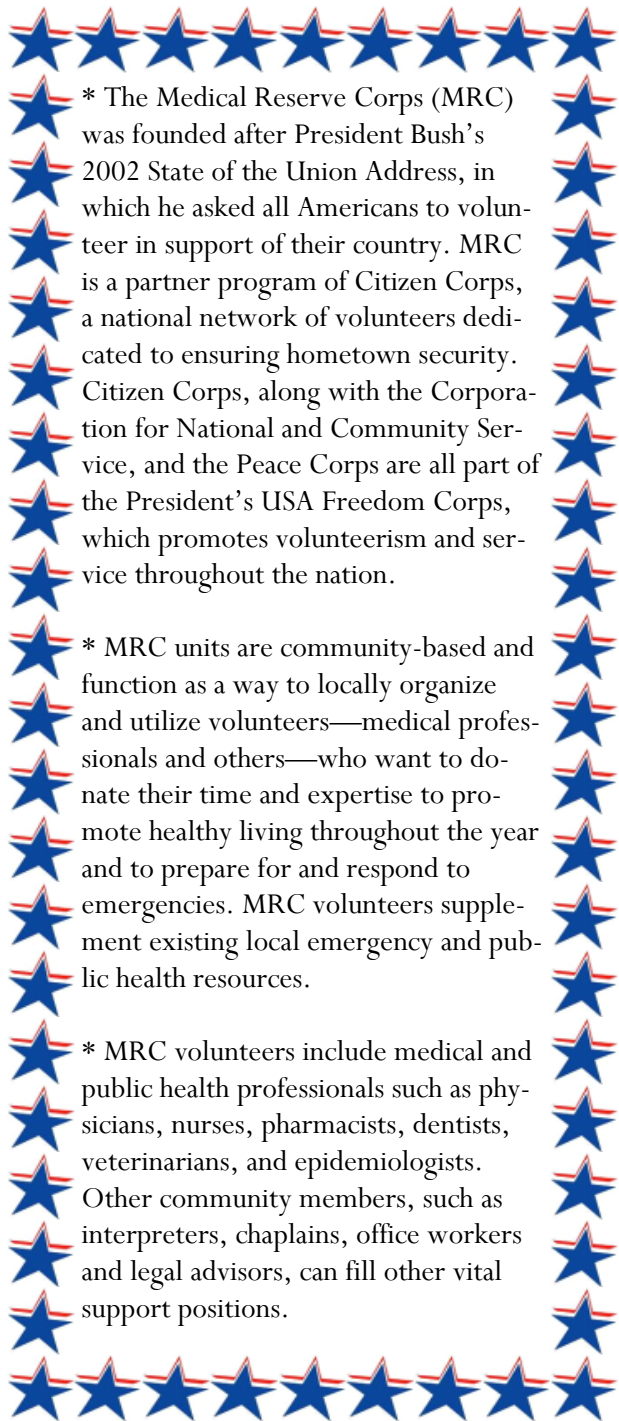 * The Medical Reserve Corps (MRC)
was founded after President Bush’s
2002 State of the Union Address, in
which he asked all Americans to volun-
teer in support of their country. MRC
is a partner program of Citizen Corps,
a national network of volunteers dedi-
cated to ensuring hometown security.
Citizen Corps, along with the Corpora-
tion for National and Community Ser-
vice, and the Peace Corps are all part of
the President’s USA Freedom Corps,
which promotes volunteerism and ser-
vice throughout the nation.
* MRC units are community-based and
function as a way to locally organize
and utilize volunteers—medical profes-
sionals and others—who want to do-
nate their time and expertise to pro-
mote healthy living throughout the year
and to prepare for and respond to
emergencies. MRC volunteers supple-
ment existing local emergency and pub-
lic health resources.
* MRC volunteers include medical and
public health professionals such as phy-
sicians, nurses, pharmacists, dentists,
veterinarians, and epidemiologists.
Other community members, such as
interpreters, chaplains, office workers
and legal advisors, can fill other vital
support positions.